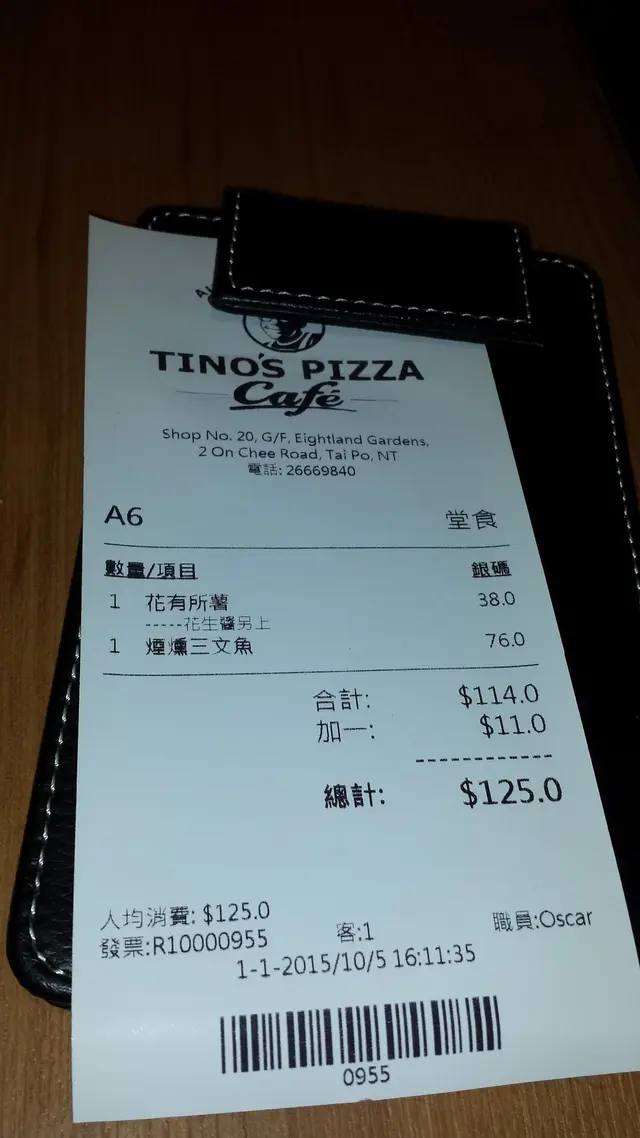 TINO'S PIZZA
Café
Shop No. 20, G/F, Eightland Gardens,
2 On Chee Road, Tai Po, NT
電話: 26669840
A6 堂食
數量/項目 銀碼
1 花有所薯 38.0
-----花生醬另上
1 煙燻三文魚 76.0
合計: $114.0
加一: $11.0
------------
總計: $125.0
人均消費: $125.0
發票:R10000955 客:1 職員:Oscar
1-1-2015/10/5 16:11:35
0955